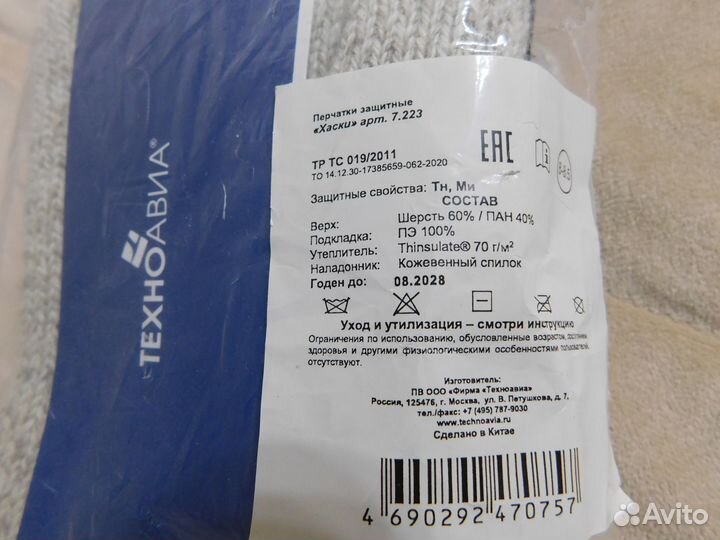 ТЕХНОАВИА®
Перчатки защитные
«Хаски» арт. 7.223
ТР ТС 019/2011
ТО 14.12.30-17385659-062-2020
EAC
Защитные свойства: Тн, Ми
СОСТАВ
Верх: Шерсть 60% / ПАН 40%
Подкладка: ПЭ 100%
Утеплитель: Thinsulate® 70 г/м²
Наладонник: Кожевенный спилок
Годен до: 08.2028
Уход и утилизация – смотри инструкцию
Ограничения по использованию, обусловленные возрастом, состоянием
здоровья и другими физиологическими особенностями пользователей,
отсутствуют.
Изготовитель:
ПВ ООО «Фирма «Техноавиа»
Россия, 125476, г. Москва, ул. В. Петушкова, д. 7,
тел./факс: +7 (495) 787-9030
www.technoavia.ru
Сделано в Китае
4 690292 470757
Avito